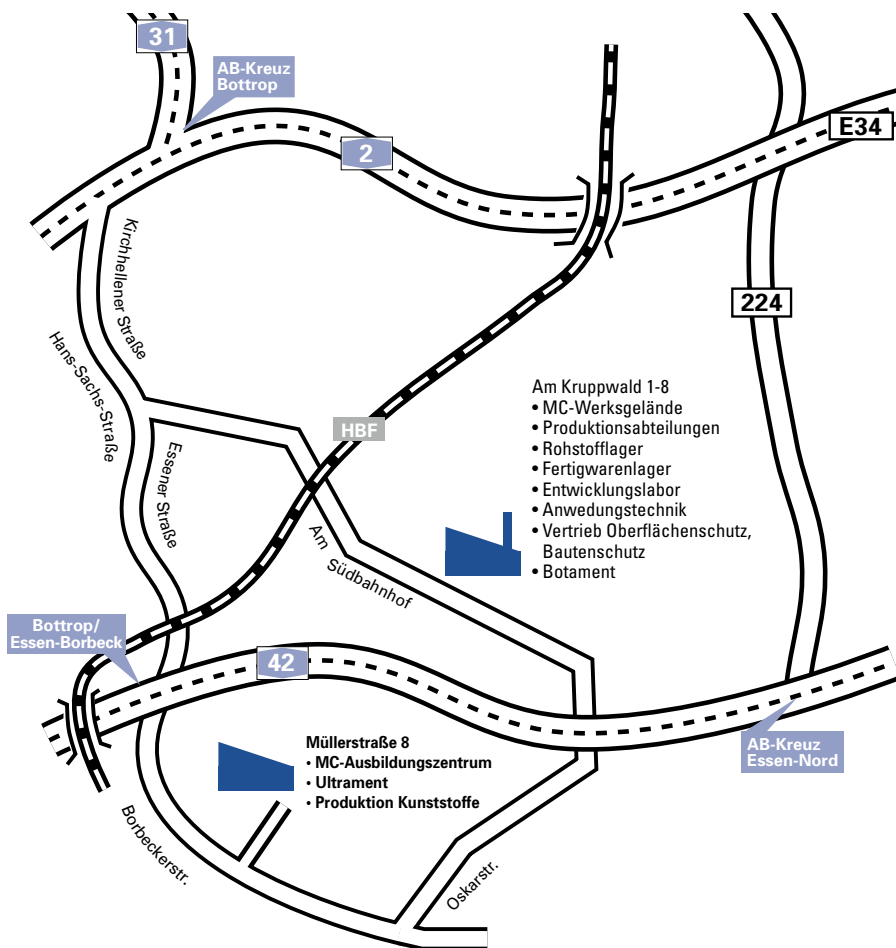 31
AB-Kreuz
Bottrop
2
E34
Kirchhellener Straße
224
Hans-Sachs-Straße
HBF
Am Kruppwald 1-8
• MC-Werksgelände
• Produktionsabteilungen
• Rohstofflager
• Fertigwarenlager
• Entwicklungslabor
• Anwedungstechnik
• Vertrieb Oberflächenschutz,
Bautenschutz
• Botament
Essener Straße
Am
Südbahnhof
Bottrop/
Essen-Borbeck
42
Müllerstraße 8
• MC-Ausbildungszentrum
• Ultrament
• Produktion Kunststoffe
AB-Kreuz
Essen-Nord
Borbeckerstr.
Oskarstr.